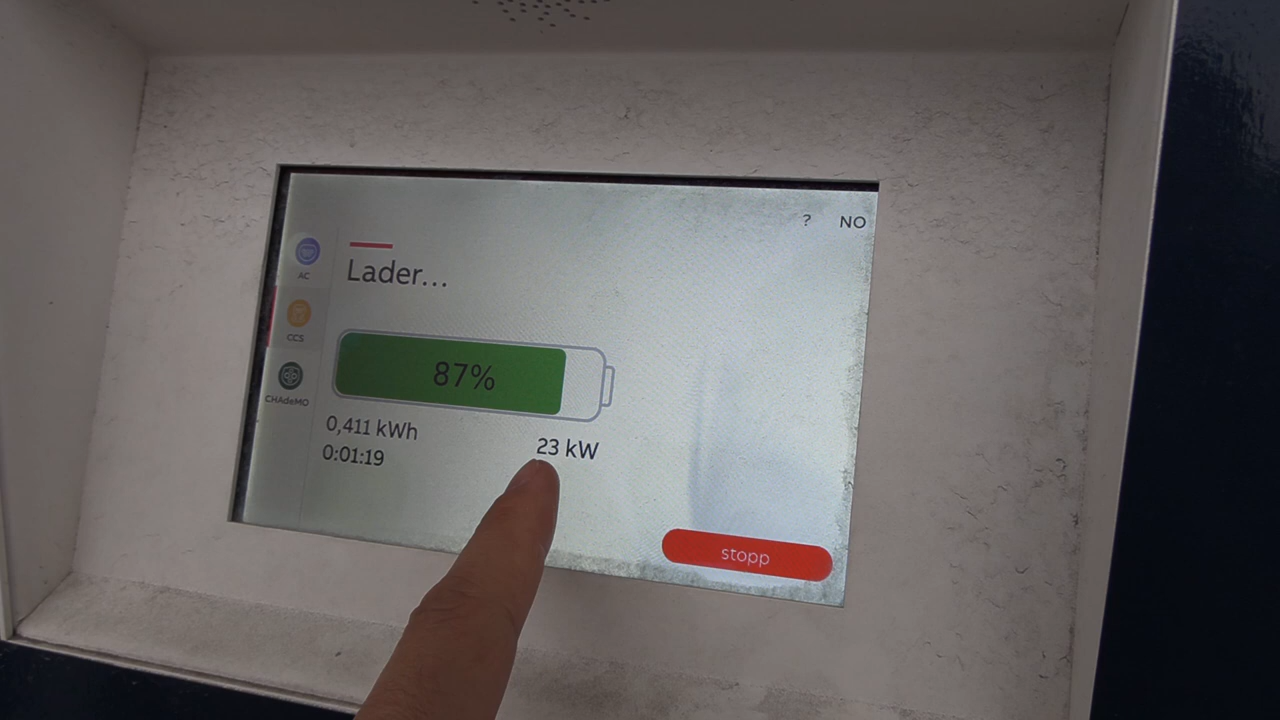 ? NO
AC
CCS
CHAdeMO
Lader...
87%
0,411 kWh
0:01:19
23 kW
stopp